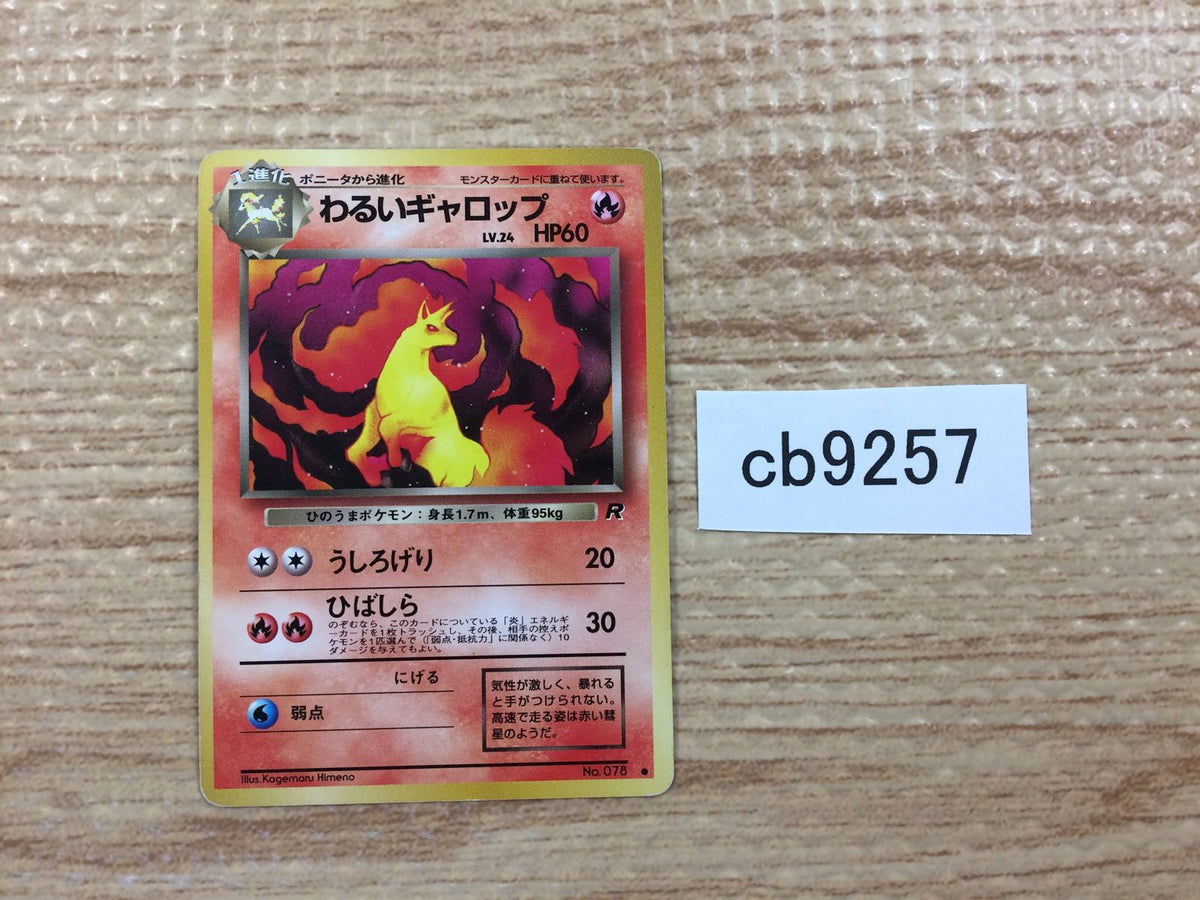 1進化
ポニータから進化
モンスターカードに重ねて使います。
わるいギャロップ
LV.24 HP60
ひのうまポケモン：身長1.7m、体重95kg
R
うしろげり 20
ひばしら
のぞむなら、このカードについている「炎」エネルギ
ーカードを1枚トラッシュし、その後、相手の控えポ
ケモンを1匹選んで（「弱点・抵抗力」に関係なく）10
ダメージを与えてもよい。
30
にげる
弱点
気性が激しく、暴れる
と手がつけられない。
高速で走る姿は赤い彗
星のようだ。
Illus.Kagemaru Himeno
No. 078 ●
cb9257